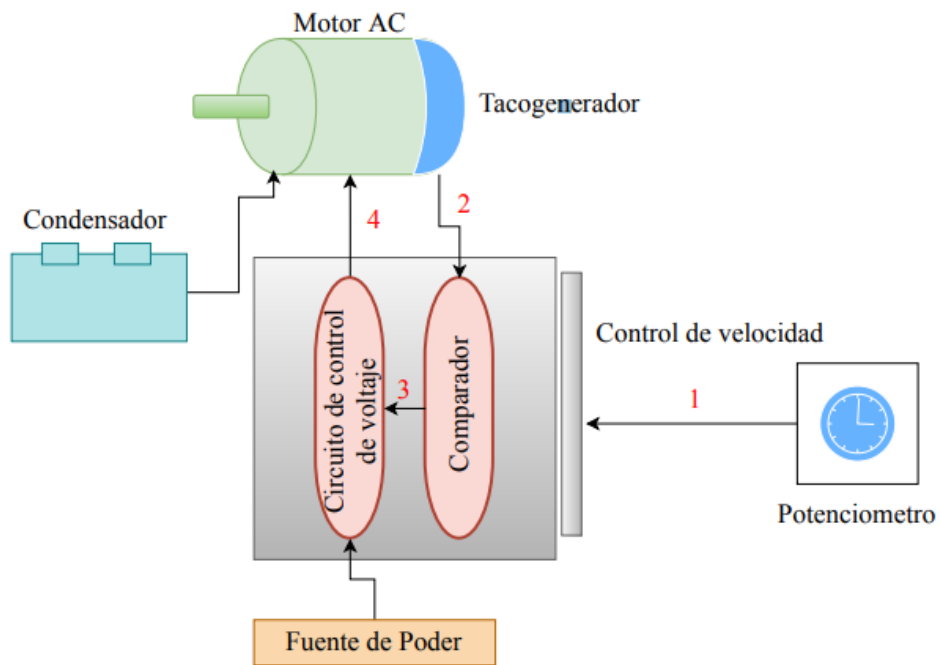 Motor AC
Tacogenerador
2
4
Condensador
Circuito de control
de voltaje
3
Comparador
Control de velocidad
1
Potenciometro
Fuente de Poder